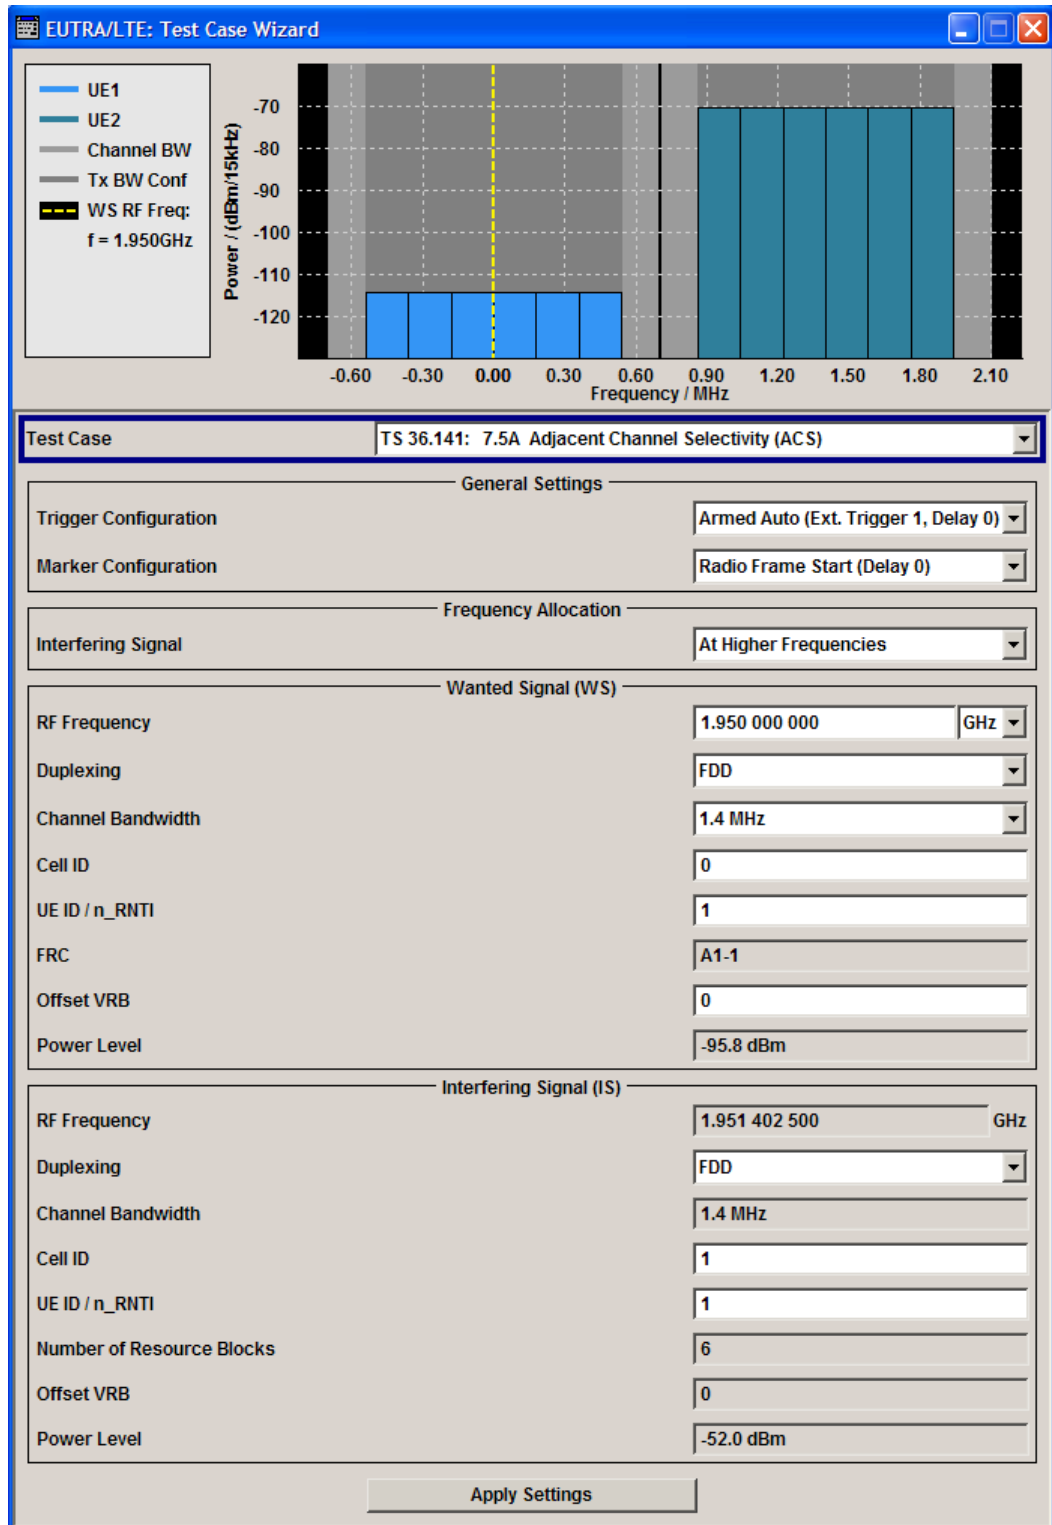 EUTRA/LTE: Test Case Wizard
UE1
UE2
Channel BW
Tx BW Conf
WS RF Freq:
f = 1.950GHz
Power / (dBm/15kHz)
-70
-80
-90
-100
-110
-120
-0.60 -0.30 0.00 0.30 0.60 0.90 1.20 1.50 1.80 2.10
Frequency / MHz
Test Case TS 36.141: 7.5A Adjacent Channel Selectivity (ACS)
General Settings
Trigger Configuration Armed Auto (Ext. Trigger 1, Delay 0)
Marker Configuration Radio Frame Start (Delay 0)
Frequency Allocation
Interfering Signal At Higher Frequencies
Wanted Signal (WS)
RF Frequency 1.950 000 000 GHz
Duplexing FDD
Channel Bandwidth 1.4 MHz
Cell ID 0
UE ID / n_RNTI 1
FRC A1-1
Offset VRB 0
Power Level -95.8 dBm
Interfering Signal (IS)
RF Frequency 1.951 402 500 GHz
Duplexing FDD
Channel Bandwidth 1.4 MHz
Cell ID 1
UE ID / n_RNTI 1
Number of Resource Blocks 6
Offset VRB 0
Power Level -52.0 dBm
Apply Settings